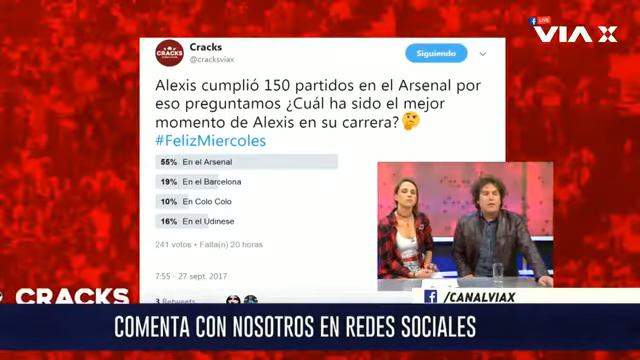 LIVE
VIA X
CRACKS
Cracks
@cracksviax
Siguiendo
Alexis cumplió 150 partidos en el Arsenal por
eso preguntamos ¿Cuál ha sido el mejor
momento de Alexis en su carrera?🤔
#FelizMiercoles
55% En el Arsenal
19% En el Barcelona
10% En Colo Colo
16% En el Udinese
241 votos • Falta(n) 20 horas
7:55 - 27 sept. 2017
3 Retweets
CRACKS
/CANALVIAX
COMENTA CON NOSOTROS EN REDES SOCIALES